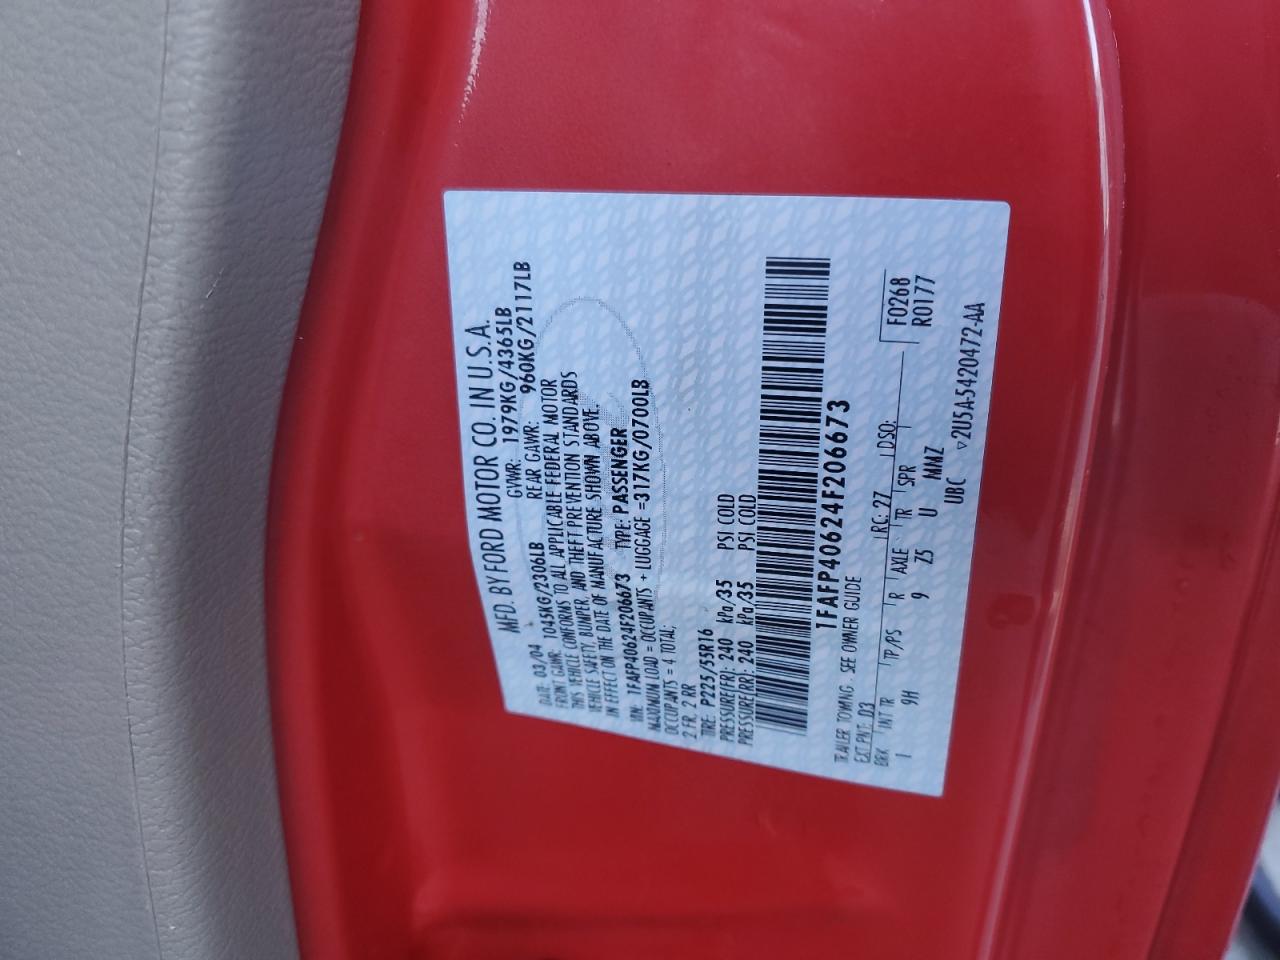 MFD. BY FORD MOTOR CO. IN U.S.A.
DATE: 03/04 GVWR: 1979KG/4365LB
FRONT GAWR: 1045KG/2306LB REAR GAWR: 960KG/2117LB
THIS VEHICLE CONFORMS TO ALL APPLICABLE FEDERAL MOTOR
VEHICLE SAFETY, BUMPER, AND THEFT PREVENTION STANDARDS
IN EFFECT ON THE DATE OF MANUFACTURE SHOWN ABOVE.
VIN: 1FAFP40624F206673 TYPE: PASSENGER
MAXIMUM LOAD = OCCUPANTS + LUGGAGE =317KG/0700LB
OCCUPANTS = 4 TOTAL;
2 FR, 2 RR
TIRE: P225/55R16
PRESSURE(FR): 240 kPa/35 PSI COLD
PRESSURE(RR): 240 kPa/35 PSI COLD
1FAFP40624F206673
TRAILER TOWING - SEE OWNER GUIDE
EXT PNT: D3 RC: 27 DSO: F0268
BRK INT TR TP/PS R AXLE TR SPR R0177
1 9H 9 Z5 U MMZ
UBC ▽2U5A-5420472-AA